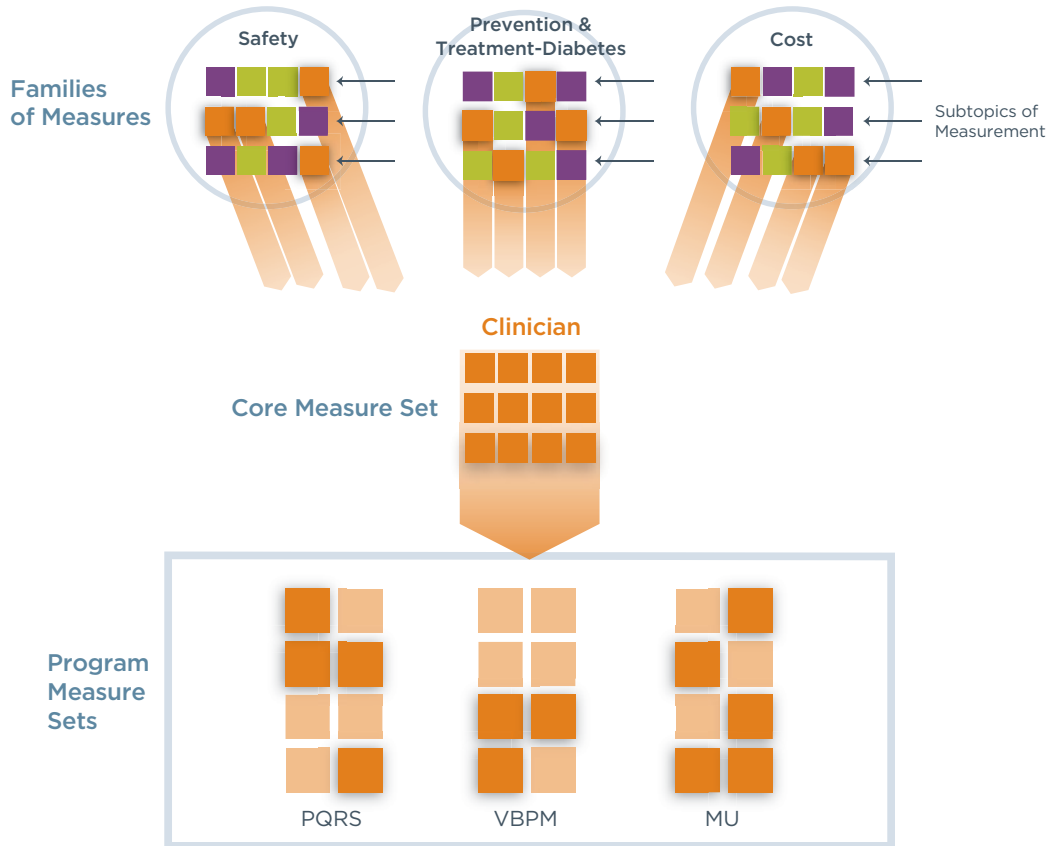 Safety
Prevention &
Treatment-Diabetes
Cost
Families
of Measures
Subtopics of
Measurement
Clinician
Core Measure Set
Program
Measure
Sets
PQRS
VBPM
MU